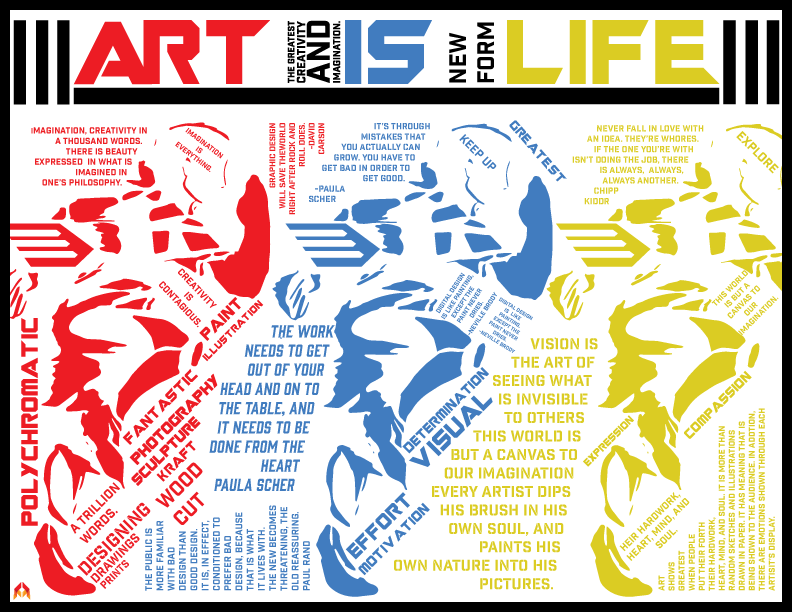 ART
THE GREATEST
CREATIVITY
AND
IMAGINATION.
IS
NEW
FORM
LIFE
IMAGINATION, CREATIVITY IN
A THOUSAND WORDS.
THERE IS BEAUTY
EXPRESSED IN WHAT IS
IMAGINED IN
ONE'S PHILOSOPHY.
IMAGINATION
IS
EVERYTHING.
GRAPHIC DESIGN
WILL SAVE THEWORLD
RIGHT AFTER ROCK AND
ROLL DOES.
-DAVID
CARSON
IT'S THROUGH
MISTAKES THAT
YOU ACTUALLY CAN
GROW. YOU HAVE TO
GET BAD IN ORDER TO
GET GOOD.
-PAULA
SCHER
KEEP UP
GREATEST
NEVER FALL IN LOVE WITH
AN IDEA. THEY'RE WHORES.
IF THE ONE YOU'RE WITH
ISN'T DOING THE JOB, THERE
IS ALWAYS, ALWAYS,
ALWAYS ANOTHER.
CHIPP
KIDDR
EXPLORE
CREATIVITY
IS
CONTAGIOUS.
PAINT
ILLUSTRATION
POLYCHROMATIC
FANTASTIC
PHOTOGRAPHY
SCULPTURE
KRAFT
WOOD
CUT
A TRILLION
WORDS.
DESIGNING
DRAWINGS
PRINTS
THE WORK
NEEDS TO GET
OUT OF YOUR
HEAD AND ON TO
THE TABLE, AND
IT NEEDS TO BE
DONE FROM THE
HEART
PAULA SCHER
THE PUBLIC IS
MORE FAMILIAR
WITH BAD
DESIGN THAN
GOOD DESIGN.
IT IS, IN EFFECT,
CONDITIONED TO
PREFER BAD
DESIGN, BECAUSE
THAT IS WHAT
IT LIVES WITH.
THE NEW BECOMES
THREATENING, THE
OLD REASSURING.
PAUL RAND
DIGITAL DESIGN
IS LIKE PAINTING,
EXCEPT THE
PAINT NEVER
DRIES.
-NEVILLE BRODY
DIGITAL DESIGN
IS LIKE
PAINTING,
EXCEPT THE
PAINT NEVER
DRIES.
-NEVILLE BRODY
DETERMINATION
VISUAL
EFFORT
MOTIVATION
VISION IS
THE ART OF
SEEING WHAT
IS INVISIBLE
TO OTHERS
THIS WORLD IS
BUT A CANVAS TO
OUR IMAGINATION
EVERY ARTIST DIPS
HIS BRUSH IN HIS
OWN SOUL, AND
PAINTS HIS
OWN NATURE INTO HIS
PICTURES.
THIS WORLD
IS BUT A
CANVAS TO
OUR
IMAGINATION.
EXPRESSION
COMPASSION
HEIR HARDWORK,
HEART, MIND, AND
SOUL.
ART
SHOWS
GREATEST
WHEN PEOPLE
PUT THEIR FORTH
THEIR HARDWORK,
HEART, MIND, AND SOUL. IT IS MORE THAN
RANDOM SKETCHES AND ILLUSTRATIONS
DRAWN IN PAPER. IT HAS MEANING THAT IS
BEING SHOWN TO THE AUDIENCE. IN ADOTION,
THERE ARE EMOTIONS SHOWN THROUGH EACH
ARTISIT'S DISPLAY.